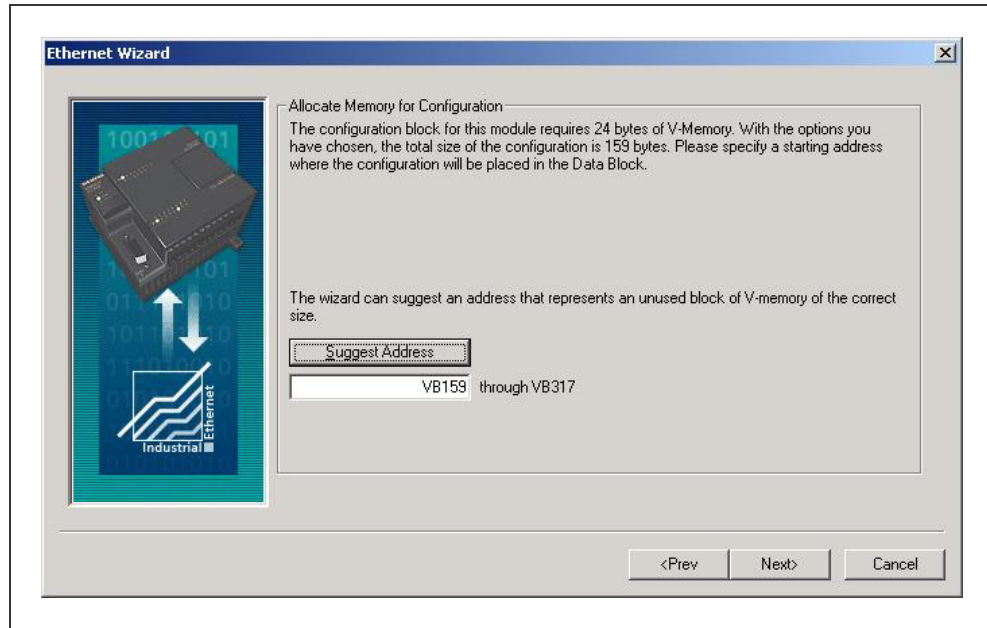 Ethernet Wizard
Allocate Memory for Configuration
The configuration block for this module requires 24 bytes of V-Memory. With the options you
have chosen, the total size of the configuration is 159 bytes. Please specify a starting address
where the configuration will be placed in the Data Block.
The wizard can suggest an address that represents an unused block of V-memory of the correct
size.
Suggest Address
VB159 through VB317
Industrial Ethernet
<Prev Next> Cancel